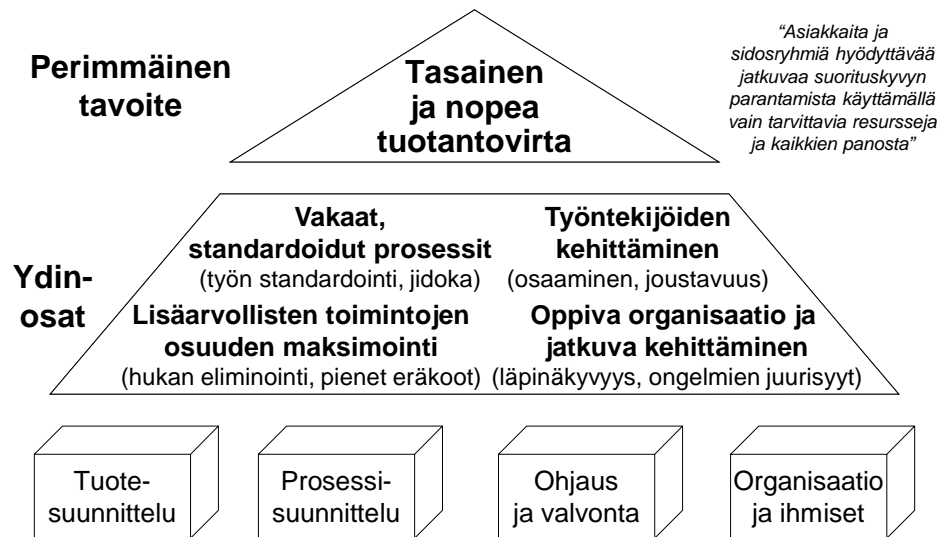 Perimmäinen
tavoite
Tasainen
ja nopea
tuotantovirta
"Asiakkaita ja
sidosryhmiä hyödyttävää
jatkuvaa suorituskyvyn
parantamista käyttämällä
vain tarvittavia resursseja
ja kaikkien panosta"
Ydin-
osat
Vakaat,
standardoidut prosessit
(työn standardointi, jidoka)
Työntekijöiden
kehittäminen
(osaaminen, joustavuus)
Lisäarvollisten toimintojen
osuuden maksimointi
(hukan eliminointi, pienet eräkoot)
Oppiva organisaatio ja
jatkuva kehittäminen
(läpinäkyvyys, ongelmien juurisyyt)
Tuote-
suunnittelu
Prosessi-
suunnittelu
Ohjaus
ja valvonta
Organisaatio
ja ihmiset